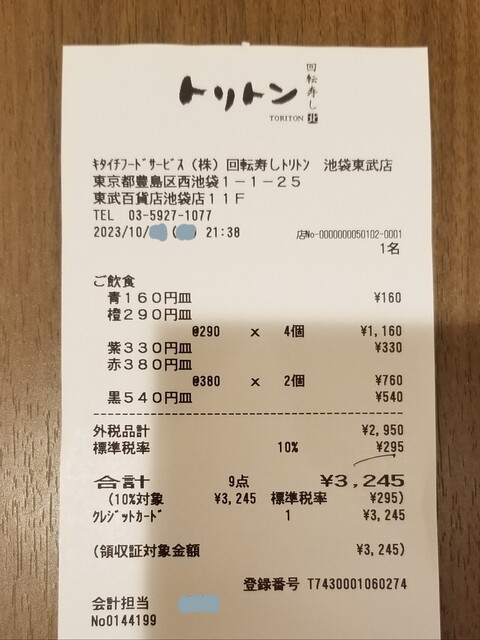 トリトン
回転寿し
TORITON
北
ｷﾀｲﾁﾌｰﾄﾞｻｰﾋﾞｽ(株) 回転寿しトリトン 池袋東武店
東京都豊島区西池袋１－１－２５
東武百貨店池袋店１１Ｆ
TEL 03-5927-1077
2023/10/ ( ) 21:38
店No-0000000050102-0001
1名
ご飲食
青１６０円皿 ¥160
橙２９０円皿
@290 × 4個 ¥1,160
紫３３０円皿 ¥330
赤３８０円皿
@380 × 2個 ¥760
黒５４０円皿 ¥540
外税品計 ¥2,950
標準税率 10% ¥295
合計 9点 ¥3,245
(10%対象 ¥3,245 標準税率 ¥295)
ｸﾚｼﾞｯﾄｶｰﾄﾞ 1 ¥3,245
(領収証対象金額 ¥3,245)
登録番号 T7430001060274
会計担当
No0144199